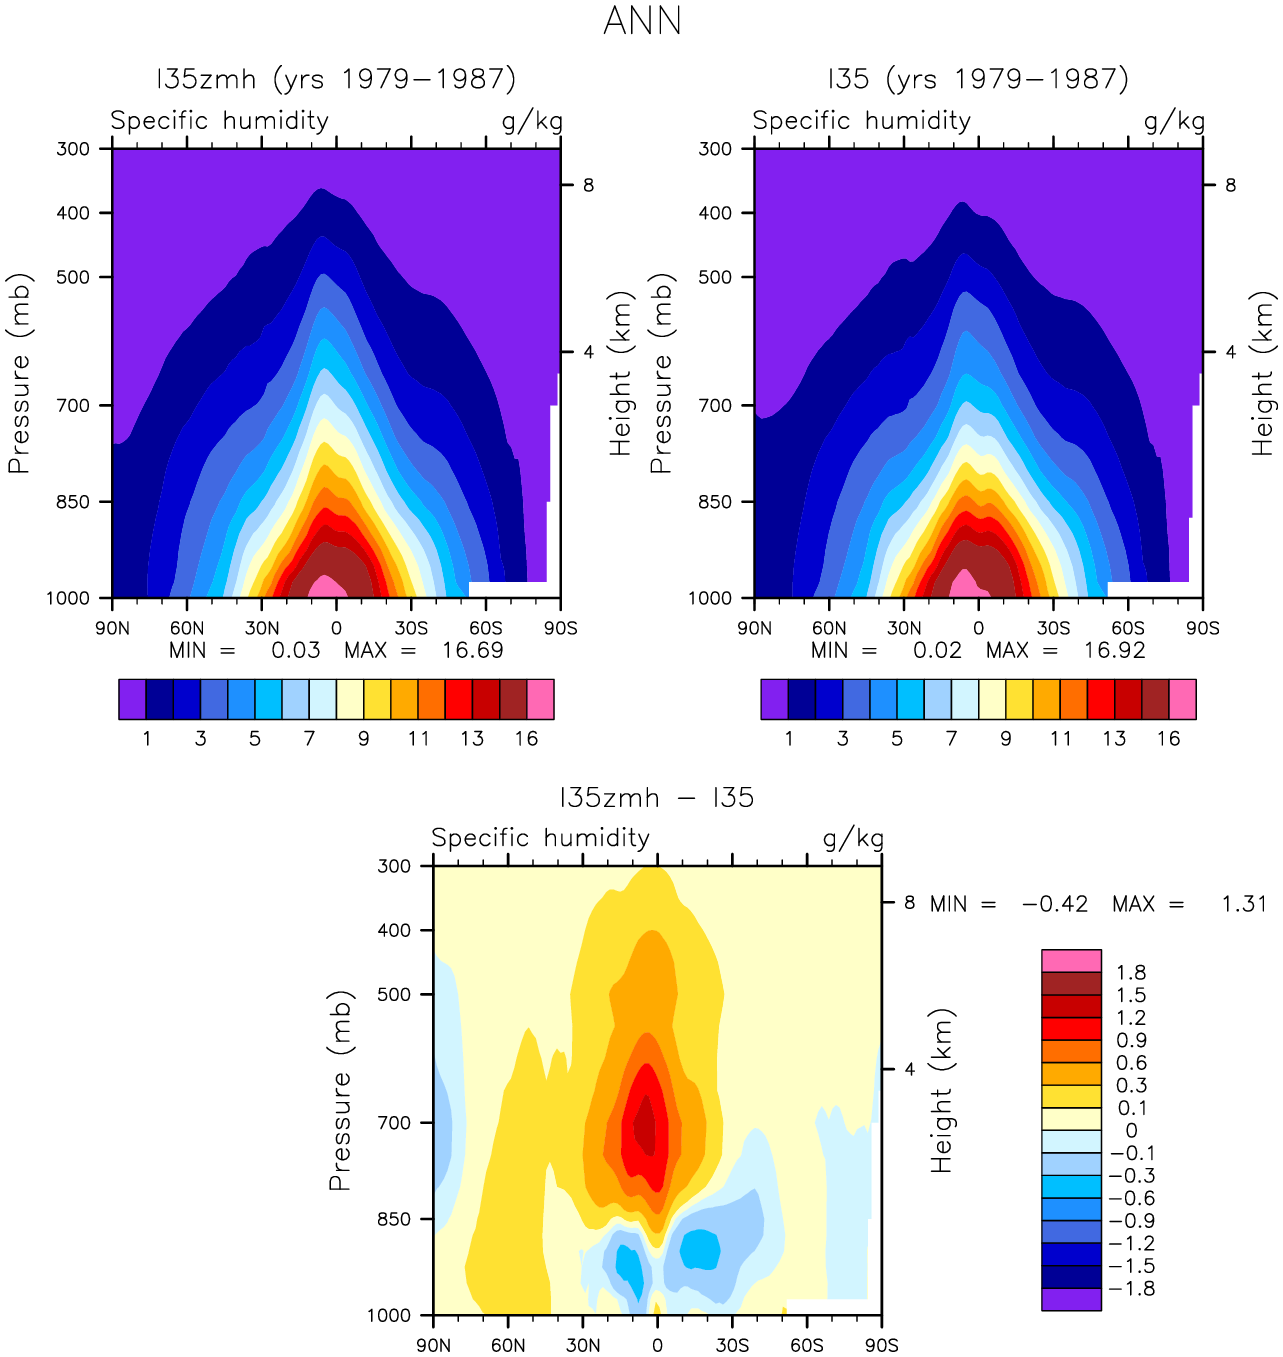 ANN
I35zmh (yrs 1979−1987)
Specific humidity g/kg
300
400
500
700
850
1000
Pressure (mb)
8
4
Height (km)
90N 60N 30N 0 30S 60S 90S
MIN = 0.03 MAX = 16.69
1 3 5 7 9 11 13 16
I35 (yrs 1979−1987)
Specific humidity g/kg
300
400
500
700
850
1000
Pressure (mb)
8
4
Height (km)
90N 60N 30N 0 30S 60S 90S
MIN = 0.02 MAX = 16.92
1 3 5 7 9 11 13 16
I35zmh − I35
Specific humidity g/kg
300
400
500
700
850
1000
Pressure (mb)
8
4
Height (km)
90N 60N 30N 0 30S 60S 90S
MIN = −0.42 MAX = 1.31
1.8
1.5
1.2
0.9
0.6
0.3
0.1
0
−0.1
−0.3
−0.6
−0.9
−1.2
−1.5
−1.8